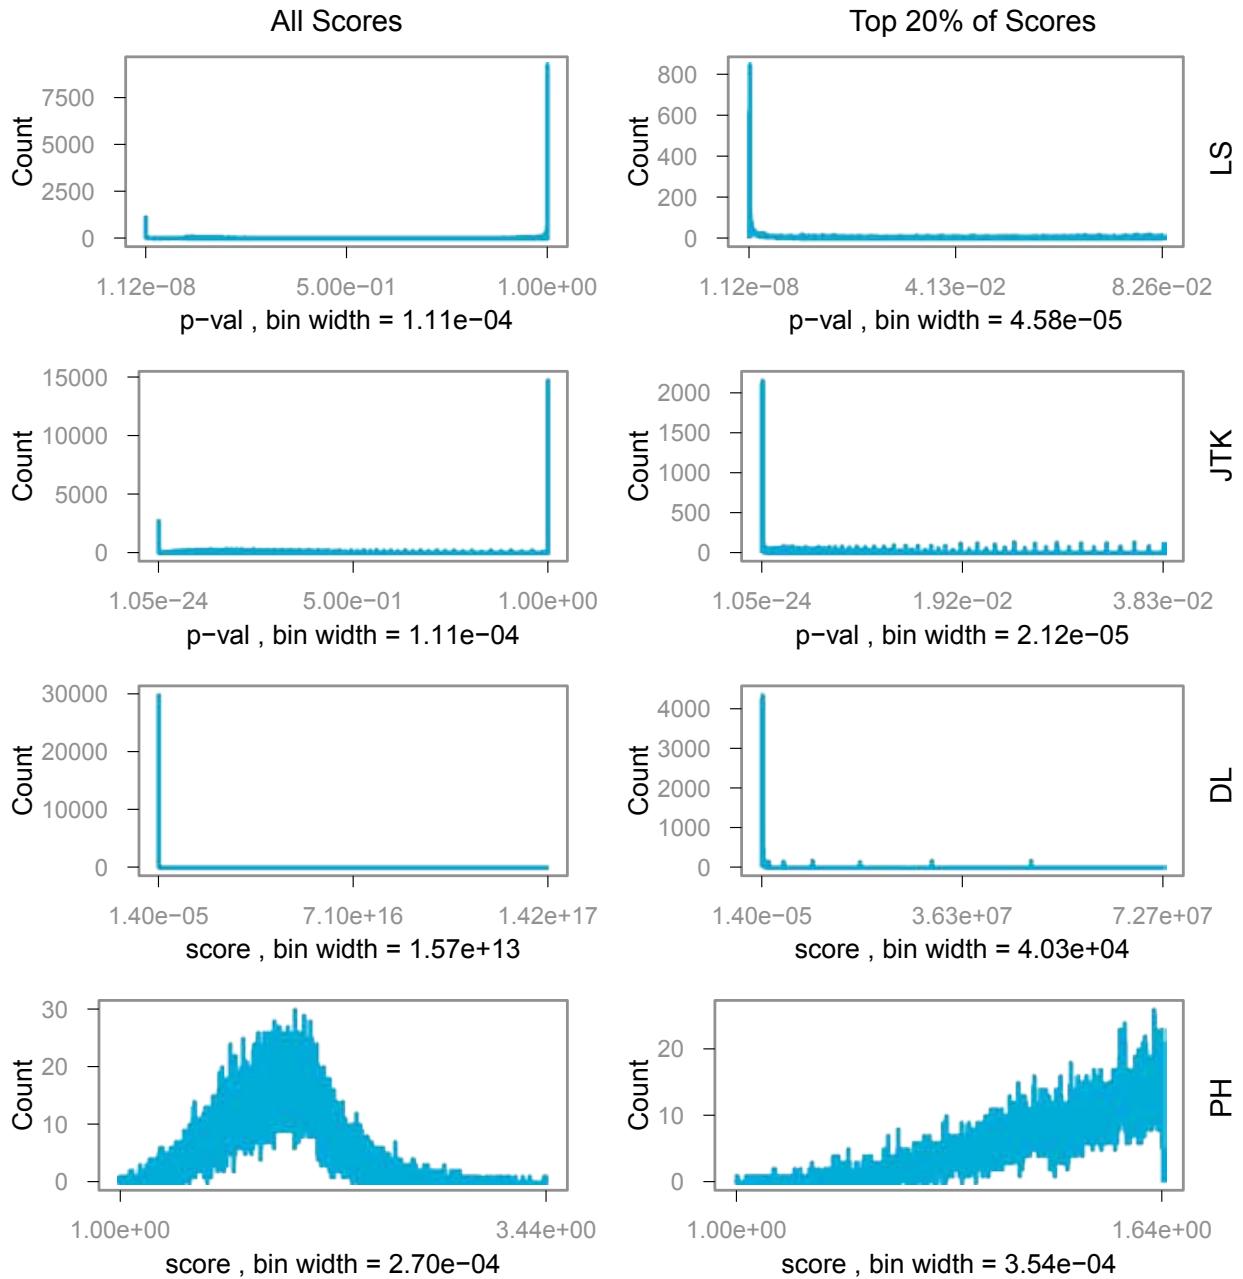 All Scores
Top 20% of Scores
Count
7500
5000
2500
0
1.12e−08 5.00e−01 1.00e+00
p−val , bin width = 1.11e−04
Count
800
600
400
200
0
1.12e−08 4.13e−02 8.26e−02
p−val , bin width = 4.58e−05
LS
Count
15000
10000
5000
0
1.05e−24 5.00e−01 1.00e+00
p−val , bin width = 1.11e−04
Count
2000
1500
1000
500
0
1.05e−24 1.92e−02 3.83e−02
p−val , bin width = 2.12e−05
JTK
Count
30000
20000
10000
0
1.40e−05 7.10e+16 1.42e+17
score , bin width = 1.57e+13
Count
4000
3000
2000
1000
0
1.40e−05 3.63e+07 7.27e+07
score , bin width = 4.03e+04
DL
Count
30
20
10
0
1.00e+00 3.44e+00
score , bin width = 2.70e−04
Count
20
10
0
1.00e+00 1.64e+00
score , bin width = 3.54e−04
PH